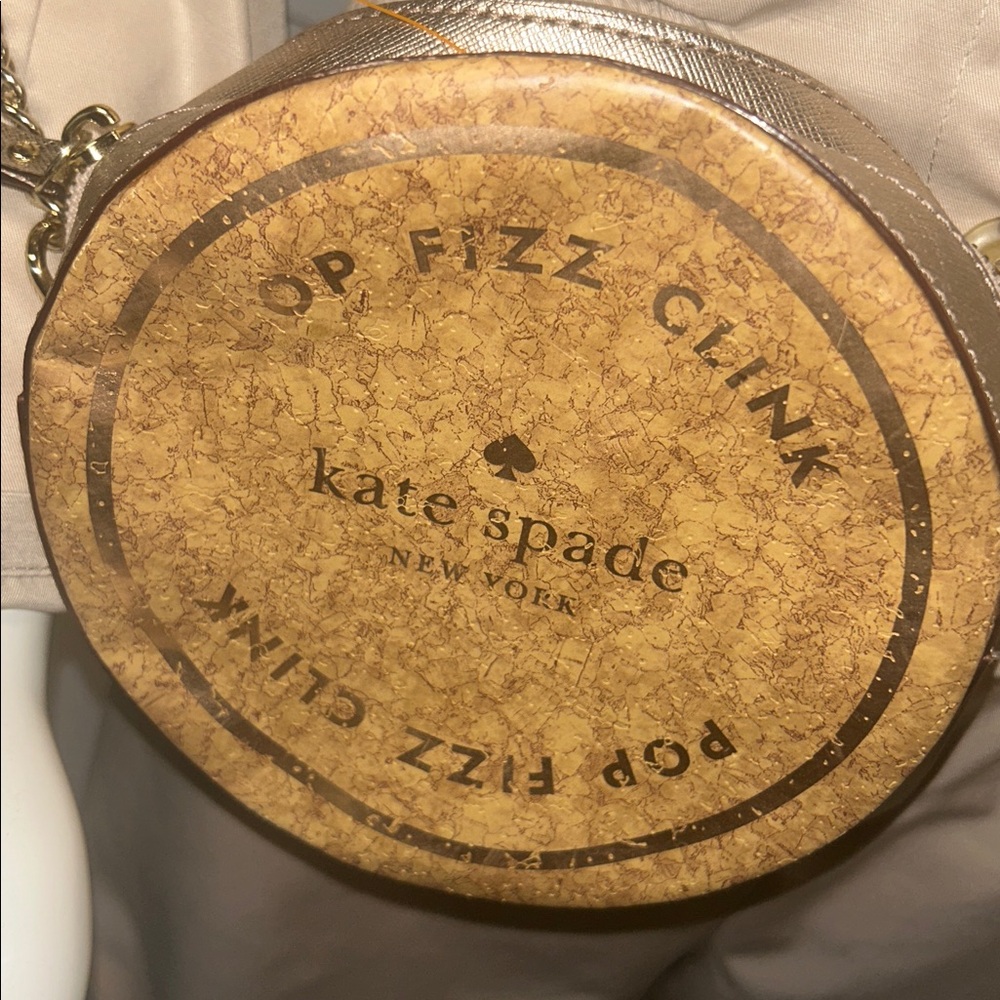 OP FIZZ CLINK
kate spade
NEW YORK
POP FIZZ CLINK